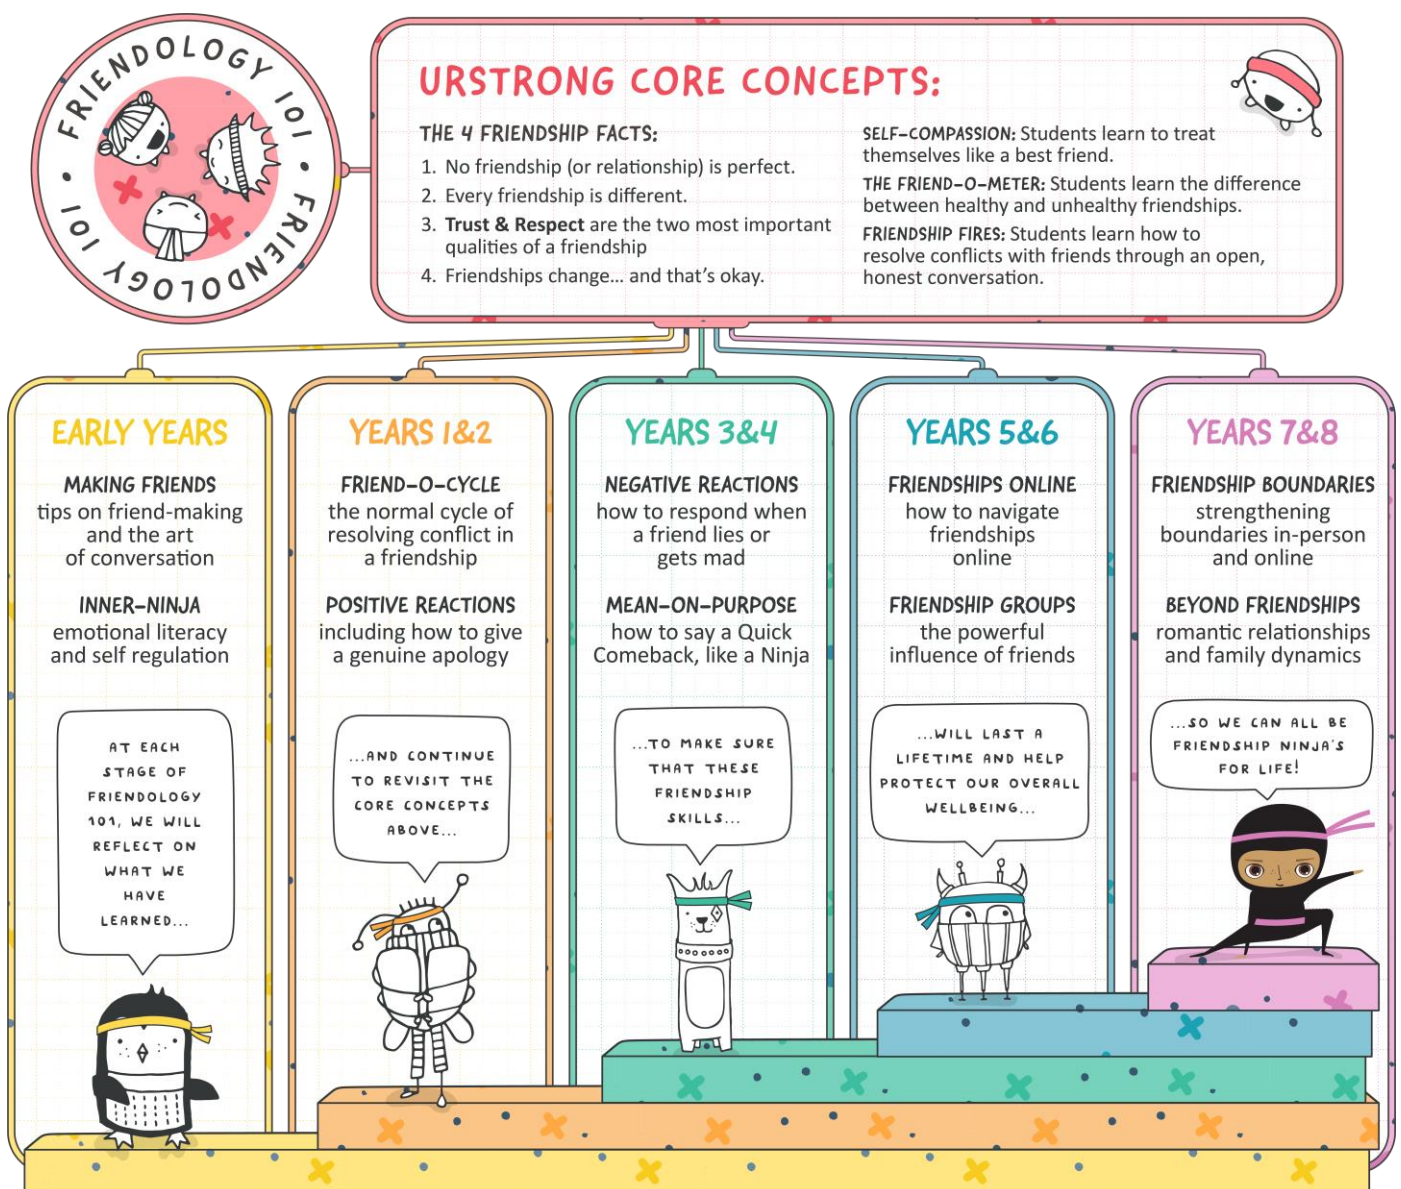 FRIENDOLOGY 101 • FRIENDOLOGY 101 •
URSTRONG CORE CONCEPTS:
THE 4 FRIENDSHIP FACTS:
1. No friendship (or relationship) is perfect.
2. Every friendship is different.
3. Trust & Respect are the two most important
qualities of a friendship
4. Friendships change... and that's okay.
SELF-COMPASSION: Students learn to treat
themselves like a best friend.
THE FRIEND-O-METER: Students learn the difference
between healthy and unhealthy friendships.
FRIENDSHIP FIRES: Students learn how to
resolve conflicts with friends through an open,
honest conversation.
EARLY YEARS
MAKING FRIENDS
tips on friend-making
and the art
of conversation
INNER-NINJA
emotional literacy
and self regulation
AT EACH
STAGE OF
FRIENDOLOGY
101, WE WILL
REFLECT ON
WHAT WE
HAVE
LEARNED...
YEARS 1&2
FRIEND-O-CYCLE
the normal cycle of
resolving conflict in
a friendship
POSITIVE REACTIONS
including how to give
a genuine apology
...AND CONTINUE
TO REVISIT THE
CORE CONCEPTS
ABOVE...
YEARS 3&4
NEGATIVE REACTIONS
how to respond when
a friend lies or
gets mad
MEAN-ON-PURPOSE
how to say a Quick
Comeback, like a Ninja
...TO MAKE SURE
THAT THESE
FRIENDSHIP
SKILLS...
YEARS 5&6
FRIENDSHIPS ONLINE
how to navigate
friendships
online
FRIENDSHIP GROUPS
the powerful
influence of friends
...WILL LAST A
LIFETIME AND HELP
PROTECT OUR OVERALL
WELLBEING...
YEARS 7&8
FRIENDSHIP BOUNDARIES
strengthening
boundaries in-person
and online
BEYOND FRIENDSHIPS
romantic relationships
and family dynamics
...SO WE CAN ALL BE
FRIENDSHIP NINJA'S
FOR LIFE!